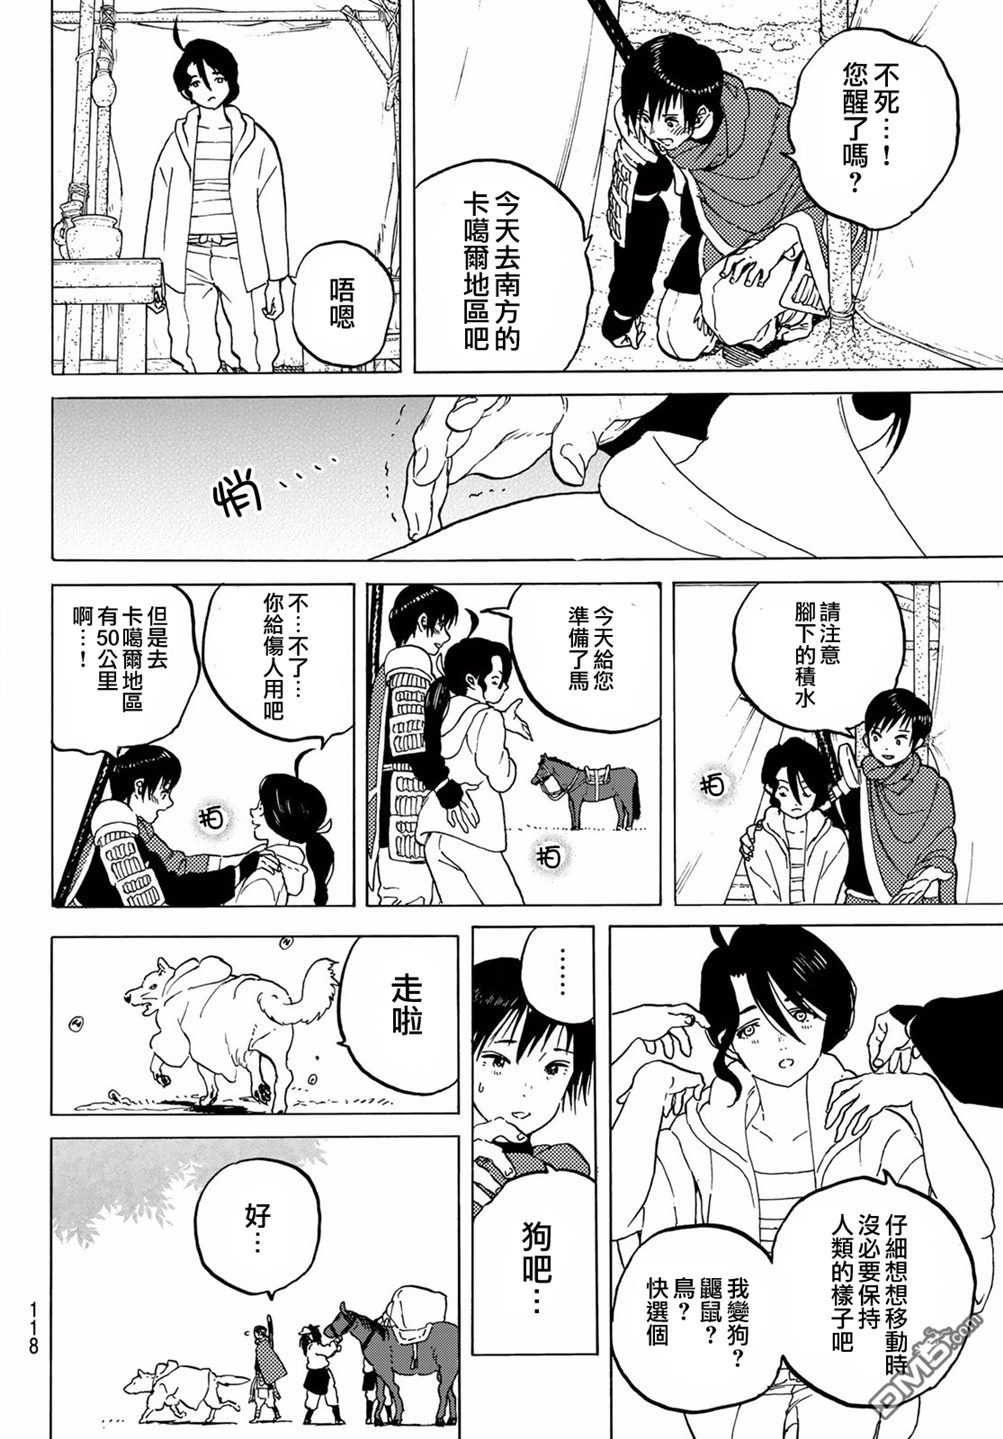 不死…！
您醒了嗎？
今天去南方的
卡噶爾地區吧
唔嗯
悄……
請注意
腳下的積水
拍
今天給您
準備了馬
拍
不…不了…
你給傷人用吧
拍
但是去
卡噶爾地區
有50公里
啊…！
仔細想想移動時
沒必要保持
人類的樣子吧
我變狗？
鼴鼠？
鳥？
快選個
……
狗吧…
走啦
好…
118
DM5.com